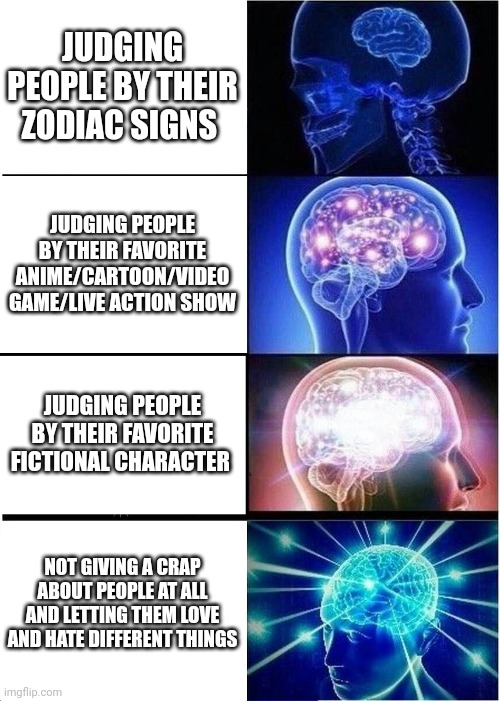 JUDGING
PEOPLE BY THEIR
ZODIAC SIGNS
JUDGING PEOPLE
BY THEIR FAVORITE
ANIME/CARTOON/VIDEO
GAME/LIVE ACTION SHOW
JUDGING PEOPLE
BY THEIR FAVORITE
FICTIONAL CHARACTER
NOT GIVING A CRAP
ABOUT PEOPLE AT ALL
AND LETTING THEM LOVE
AND HATE DIFFERENT THINGS
imgflip.com